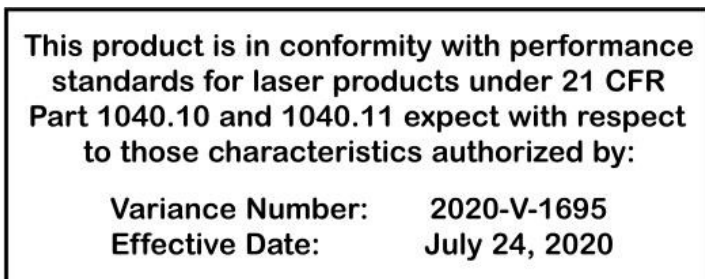 This product is in conformity with performance
standards for laser products under 21 CFR
Part 1040.10 and 1040.11 expect with respect
to those characteristics authorized by:
Variance Number: 2020-V-1695
Effective Date: July 24, 2020